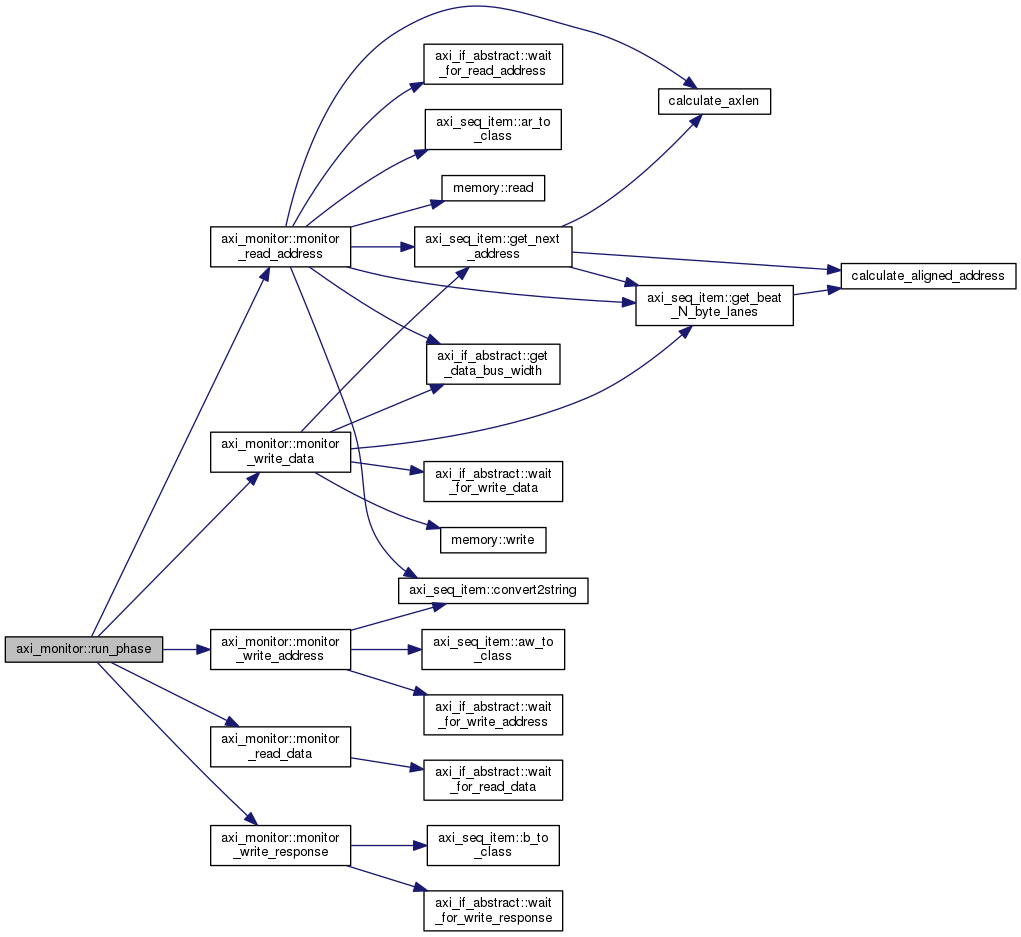 axi_if_abstract::wait
_for_read_address
calculate_axlen
axi_seq_item::ar_to
_class
memory::read
axi_monitor::monitor
_read_address
axi_seq_item::get_next
_address
calculate_aligned_address
axi_seq_item::get_beat
_N_byte_lanes
axi_if_abstract::get
_data_bus_width
axi_monitor::monitor
_write_data
axi_if_abstract::wait
_for_write_data
memory::write
axi_seq_item::convert2string
axi_monitor::run_phase
axi_monitor::monitor
_write_address
axi_seq_item::aw_to
_class
axi_if_abstract::wait
_for_write_address
axi_monitor::monitor
_read_data
axi_if_abstract::wait
_for_read_data
axi_monitor::monitor
_write_response
axi_seq_item::b_to
_class
axi_if_abstract::wait
_for_write_response